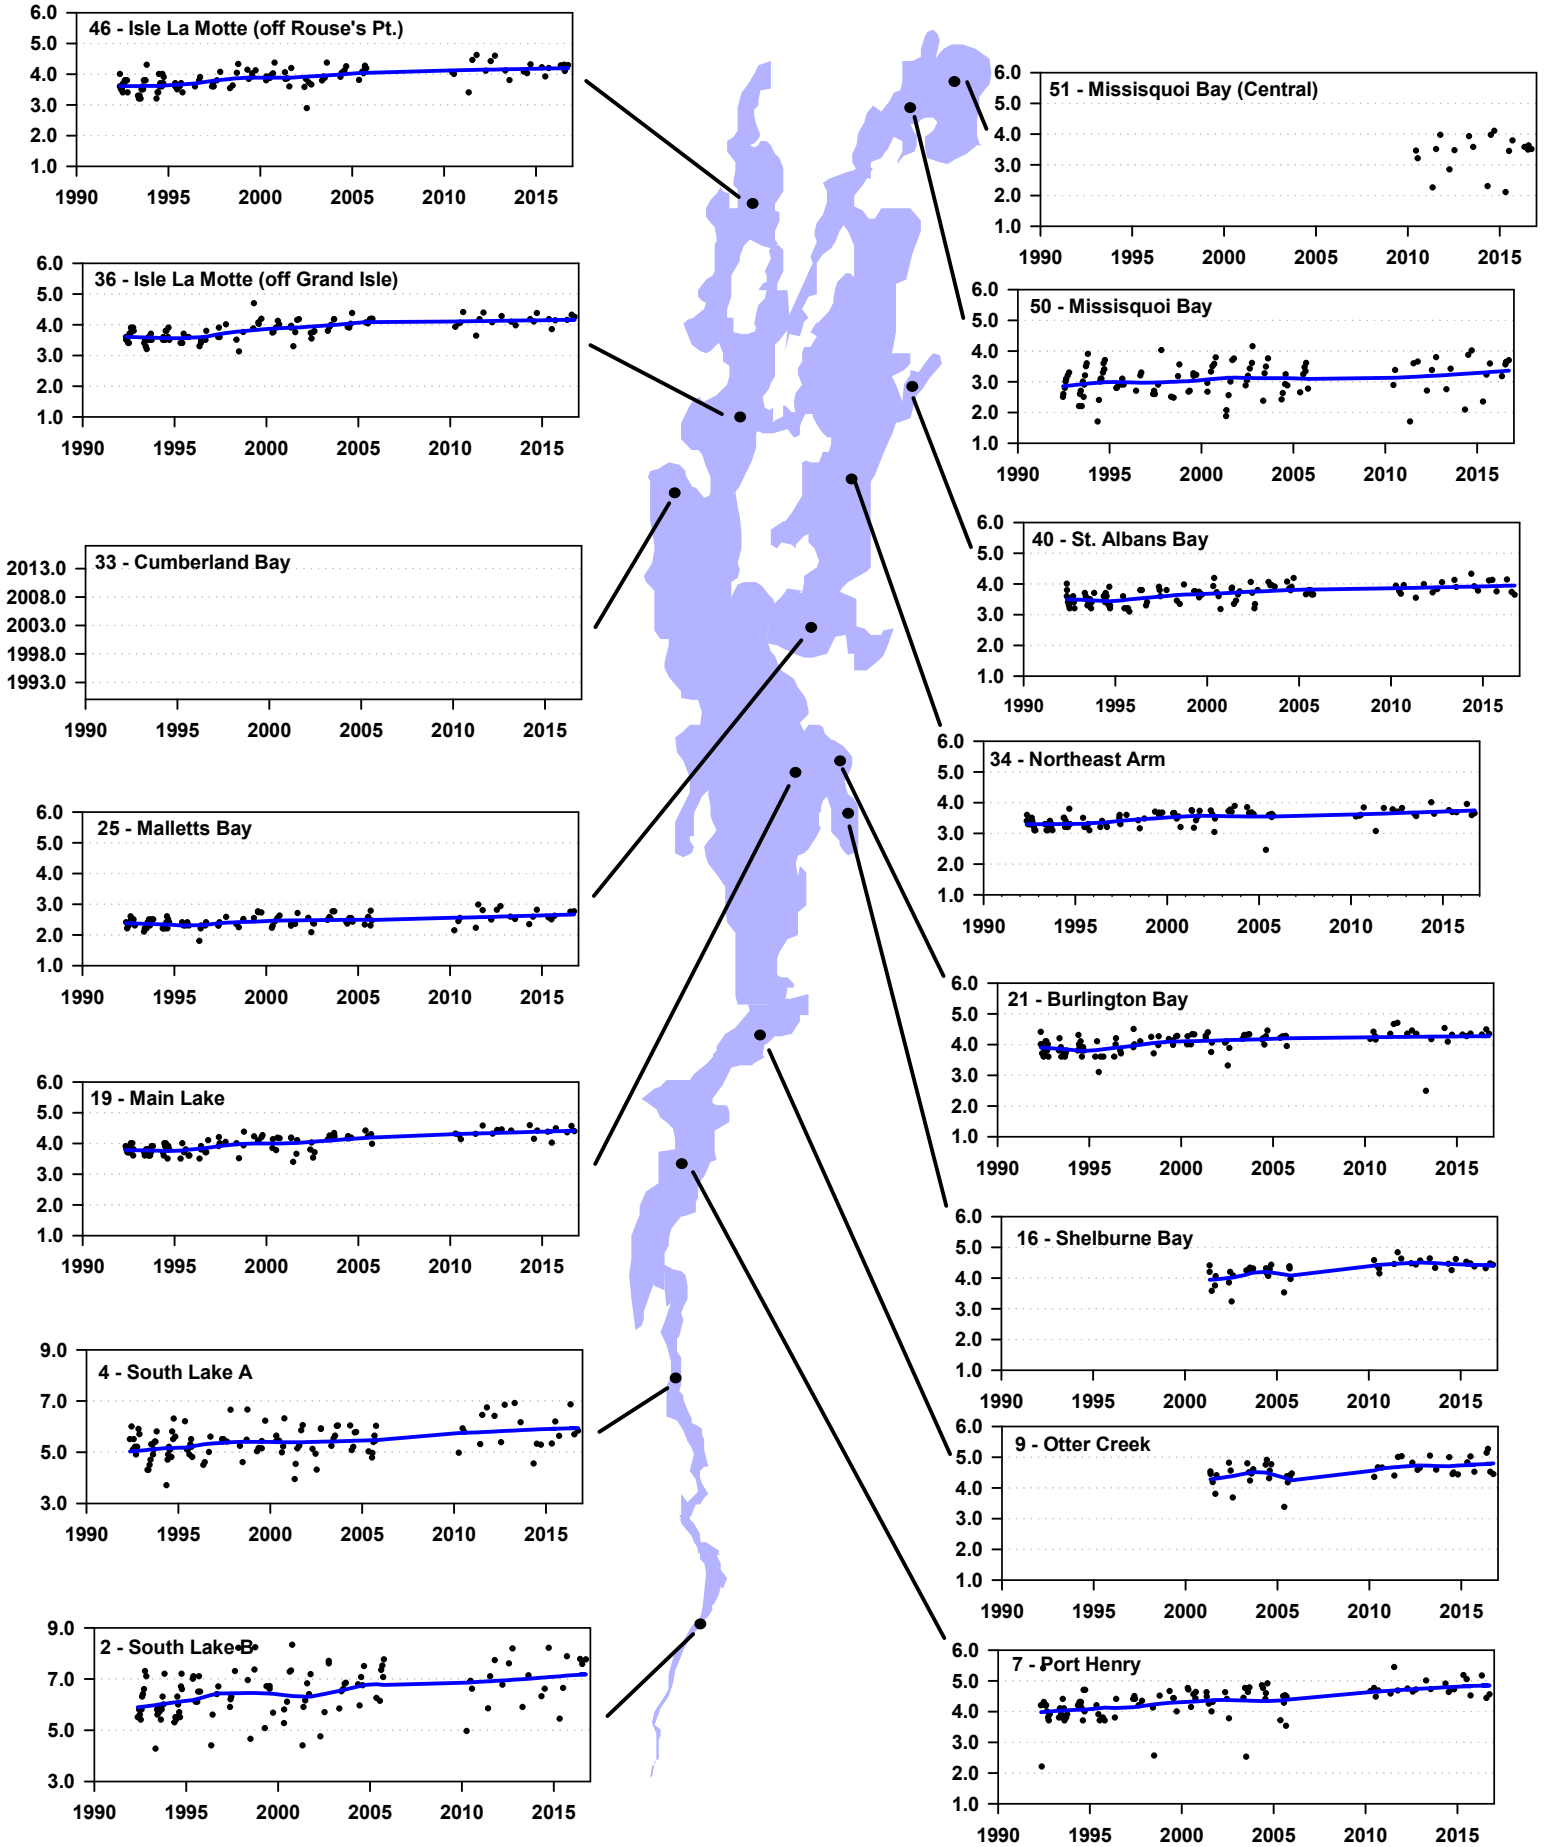 46 - Isle La Motte (off Rouse's Pt.)
6.0
5.0
4.0
3.0
2.0
1.0
1990 1995 2000 2005 2010 2015
36 - Isle La Motte (off Grand Isle)
6.0
5.0
4.0
3.0
2.0
1.0
1990 1995 2000 2005 2010 2015
33 - Cumberland Bay
2013.0
2008.0
2003.0
1998.0
1993.0
1990 1995 2000 2005 2010 2015
25 - Malletts Bay
6.0
5.0
4.0
3.0
2.0
1.0
1990 1995 2000 2005 2010 2015
19 - Main Lake
6.0
5.0
4.0
3.0
2.0
1.0
1990 1995 2000 2005 2010 2015
4 - South Lake A
9.0
7.0
5.0
3.0
1990 1995 2000 2005 2010 2015
2 - South Lake B
9.0
7.0
5.0
3.0
1990 1995 2000 2005 2010 2015
51 - Missisquoi Bay (Central)
6.0
5.0
4.0
3.0
2.0
1.0
1990 1995 2000 2005 2010 2015
50 - Missisquoi Bay
6.0
5.0
4.0
3.0
2.0
1.0
1990 1995 2000 2005 2010 2015
40 - St. Albans Bay
6.0
5.0
4.0
3.0
2.0
1.0
1990 1995 2000 2005 2010 2015
34 - Northeast Arm
6.0
5.0
4.0
3.0
2.0
1.0
1990 1995 2000 2005 2010 2015
21 - Burlington Bay
6.0
5.0
4.0
3.0
2.0
1.0
1990 1995 2000 2005 2010 2015
16 - Shelburne Bay
6.0
5.0
4.0
3.0
2.0
1.0
1990 1995 2000 2005 2010 2015
9 - Otter Creek
6.0
5.0
4.0
3.0
2.0
1.0
1990 1995 2000 2005 2010 2015
7 - Port Henry
6.0
5.0
4.0
3.0
2.0
1.0
1990 1995 2000 2005 2010 2015